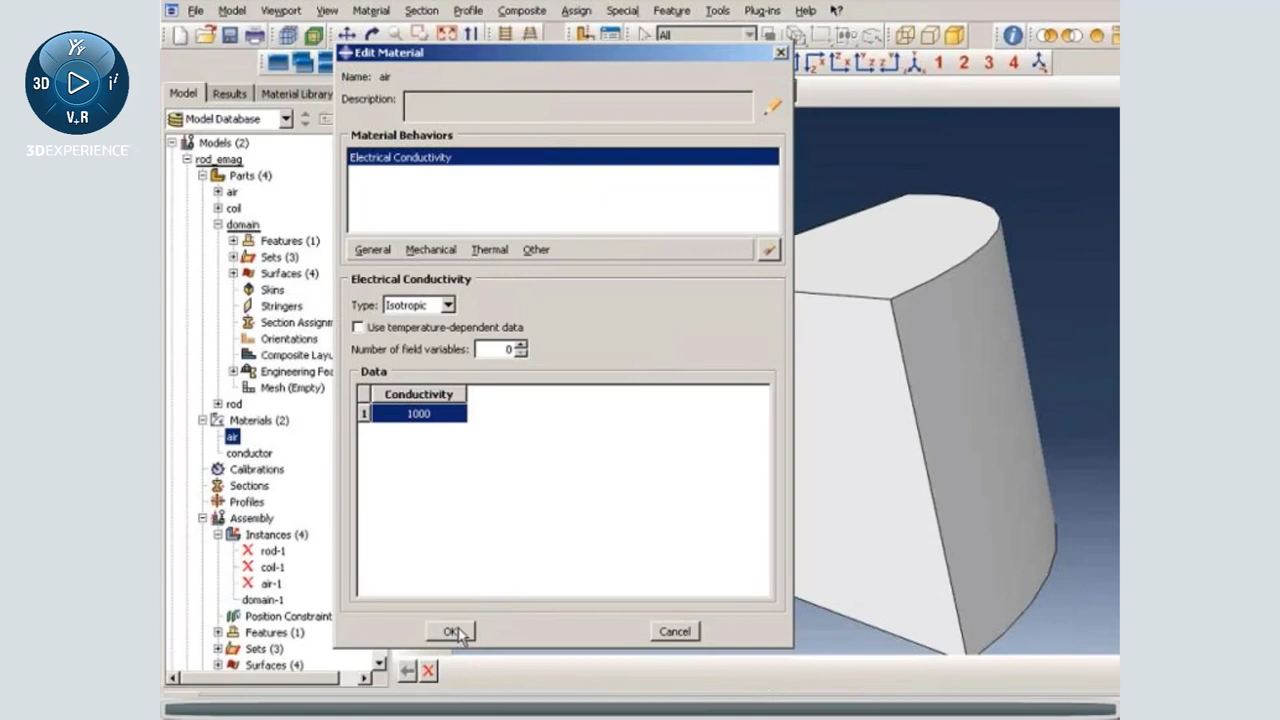 File Model Viewport View Material Section Profile Composite Assign Special Feature Tools Plug-ins Help
All
1 2 3 4
3D
V+R
3DEXPERIENCE
Model Results Material Library
Model Database
Models (2)
rod_emag
Parts (4)
air
coil
domain
Features (1)
Sets (3)
Surfaces (4)
Skins
Stringers
Section Assignm
Orientations
Composite Layu
Engineering Fea
Mesh (Empty)
rod
Materials (2)
air
conductor
Calibrations
Sections
Profiles
Assembly
Instances (4)
rod-1
coil-1
air-1
domain-1
Position Constraint
Features (1)
Sets (3)
Surfaces (4)
Edit Material
Name: air
Description:
Material Behaviors
Electrical Conductivity
General Mechanical Thermal Other
Electrical Conductivity
Type: Isotropic
Use temperature-dependent data
Number of field variables: 0
Data
Conductivity
1 1000
OK Cancel